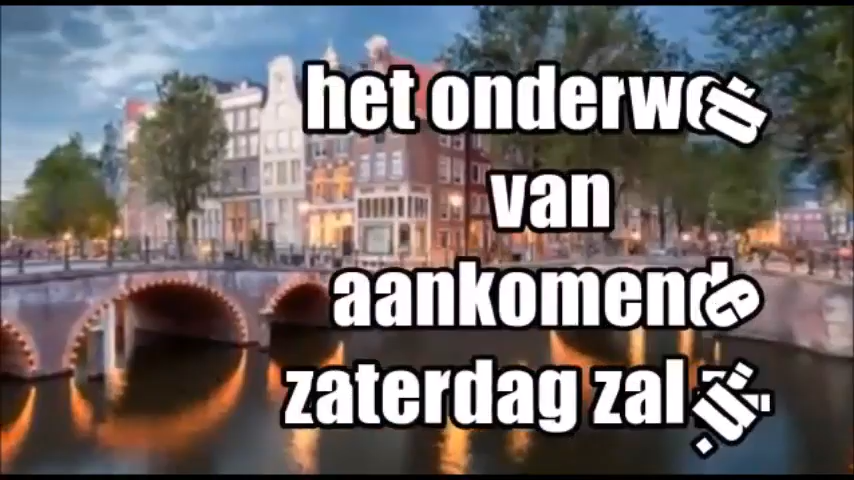 het
van
aankomende
zaterdag zal